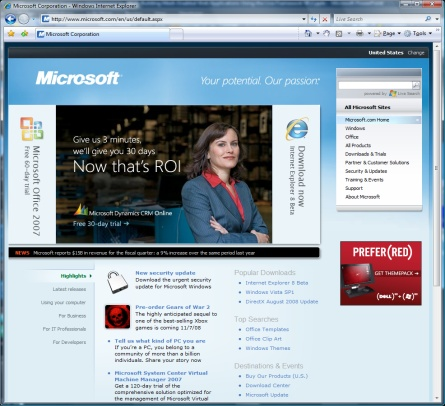 Microsoft Corporation - Windows Internet Explorer
http://www.microsoft.com/en/us/default.aspx
Live Search
Microsoft Corporation
Page
Tools
United States Change
Microsoft
Your potential. Our passion.
powered by Live Search
All Microsoft Sites
Microsoft.com Home
Windows
Office
All Products
Downloads & Trials
Partner & Customer Solutions
Security & Updates
Training & Events
Support
About Microsoft
Microsoft Office 2007
Free 60-day trial
Give us 3 minutes,
we'll give you 30 days
Now that's ROI
Microsoft Dynamics CRM Online
Free 30-day trial
Download now
Internet Explorer 8 Beta
NEWS Microsoft reports $15B in revenue for the fiscal quarter: a 9% increase over the same period last year
PREFER (RED)
GET THEMEPACK
DELL
Highlights
Latest releases
Using your computer
For Business
For IT Professionals
For Developers
New security update
Download the urgent
security update for
Microsoft Windows
Pre-order Gears of War 2
The highly anticipated sequel to
one of the best-selling Xbox
games is coming 11/7/08
Tell us what kind of PC you are
If you're a PC, you belong to a
community of more than a billion
individuals. Share your story now
Microsoft System Center Virtual
Machine Manager 2007
Get a 120-day trial of the
comprehensive solution optimized for
the management of Microsoft Virtual
Popular Downloads
Internet Explorer 8 Beta
Windows Vista SP1
DirectX August 2008 Update
Top Searches
Office Templates
Office Clip Art
Windows Themes
Destinations & Events
Buy Our Products (U.S.)
Download Center
Microsoft Update